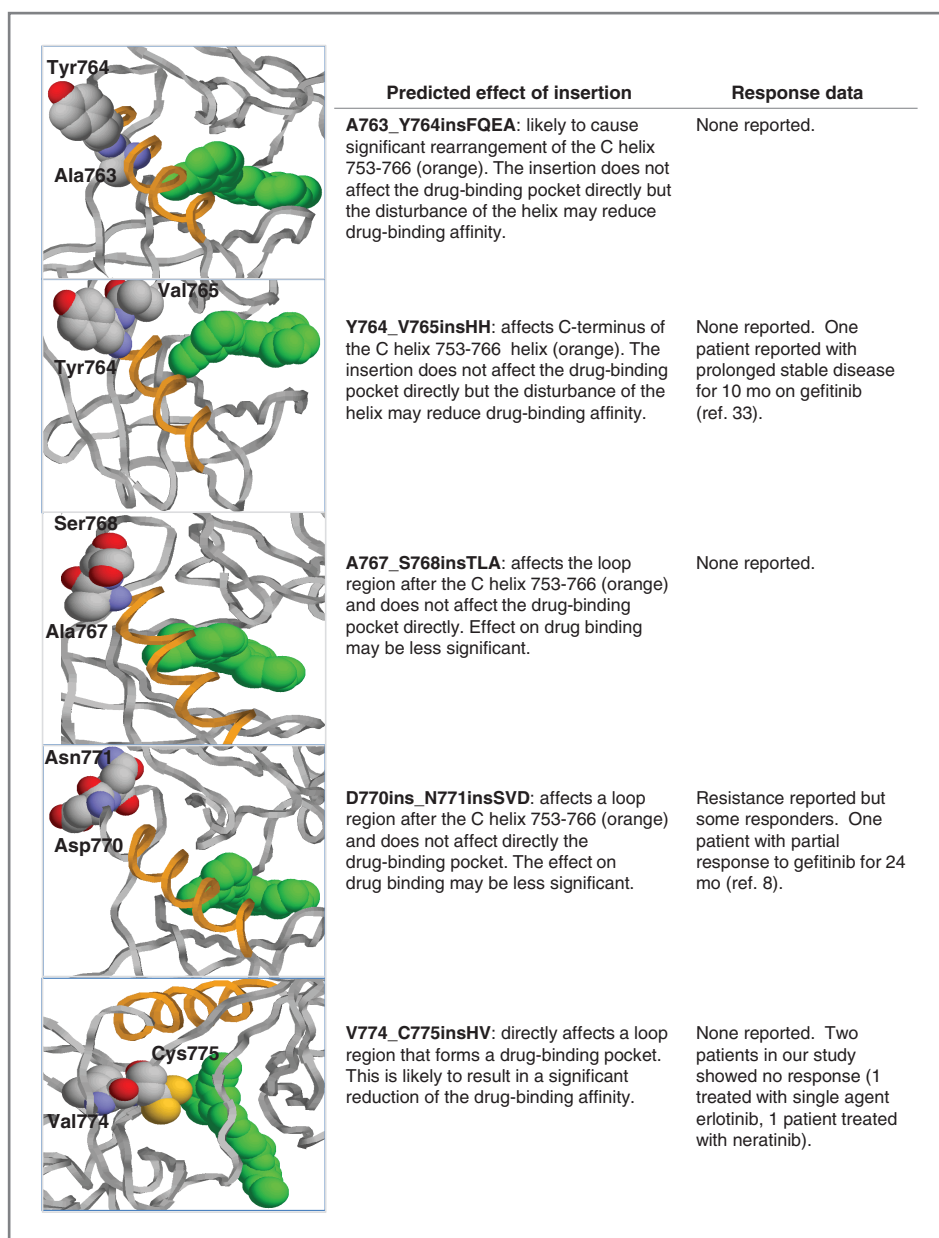 Tyr764
Ala763
Predicted effect of insertion
Response data
A763_Y764insFQEA: likely to cause
significant rearrangement of the C helix
753-766 (orange). The insertion does not
affect the drug-binding pocket directly but
the disturbance of the helix may reduce
drug-binding affinity.
None reported.
Val765
Tyr764
Y764_V765insHH: affects C-terminus of
the C helix 753-766 helix (orange). The
insertion does not affect the drug-binding
pocket directly but the disturbance of the
helix may reduce drug-binding affinity.
None reported. One
patient reported with
prolonged stable disease
for 10 mo on gefitinib
(ref. 33).
Ser768
Ala767
A767_S768insTLA: affects the loop
region after the C helix 753-766 (orange)
and does not affect the drug-binding
pocket directly. Effect on drug binding
may be less significant.
None reported.
Asn771
Asp770
D770ins_N771insSVD: affects a loop
region after the C helix 753-766 (orange)
and does not affect directly the
drug-binding pocket. The effect on
drug binding may be less significant.
Resistance reported but
some responders. One
patient with partial
response to gefitinib for 24
mo (ref. 8).
Cys775
Val774
V774_C775insHV: directly affects a loop
region that forms a drug-binding pocket.
This is likely to result in a significant
reduction of the drug-binding affinity.
None reported. Two
patients in our study
showed no response (1
treated with single agent
erlotinib, 1 patient treated
with neratinib).